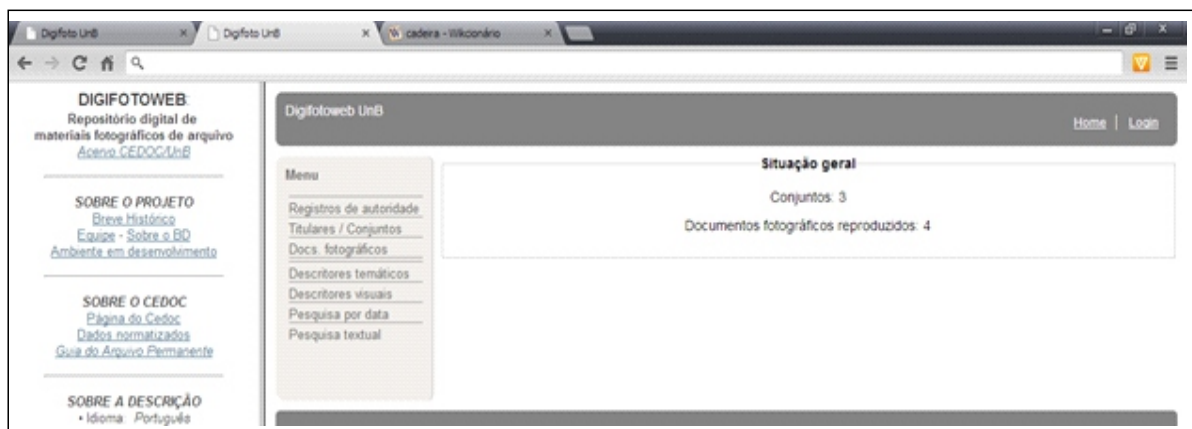 Digifoto UnB
Digifoto UnB
cadeira - Wikcionário
DIGIFOTOWEB:
Repositório digital de
materiais fotográficos de arquivo
Acervo CEDOC/UnB
SOBRE O PROJETO
Breve Histórico
Equipe - Sobre o BD
Ambiente em desenvolvimento
SOBRE O CEDOC
Página do Cedoc
Dados normatizados
Guia do Arquivo Permanente
SOBRE A DESCRIÇÃO
• Idioma: Português
Digifotoweb UnB
Home | Login
Menu
Registros de autoridade
Titulares / Conjuntos
Docs. fotográficos
Descritores temáticos
Descritores visuais
Pesquisa por data
Pesquisa textual
Situação geral
Conjuntos: 3
Documentos fotográficos reproduzidos: 4